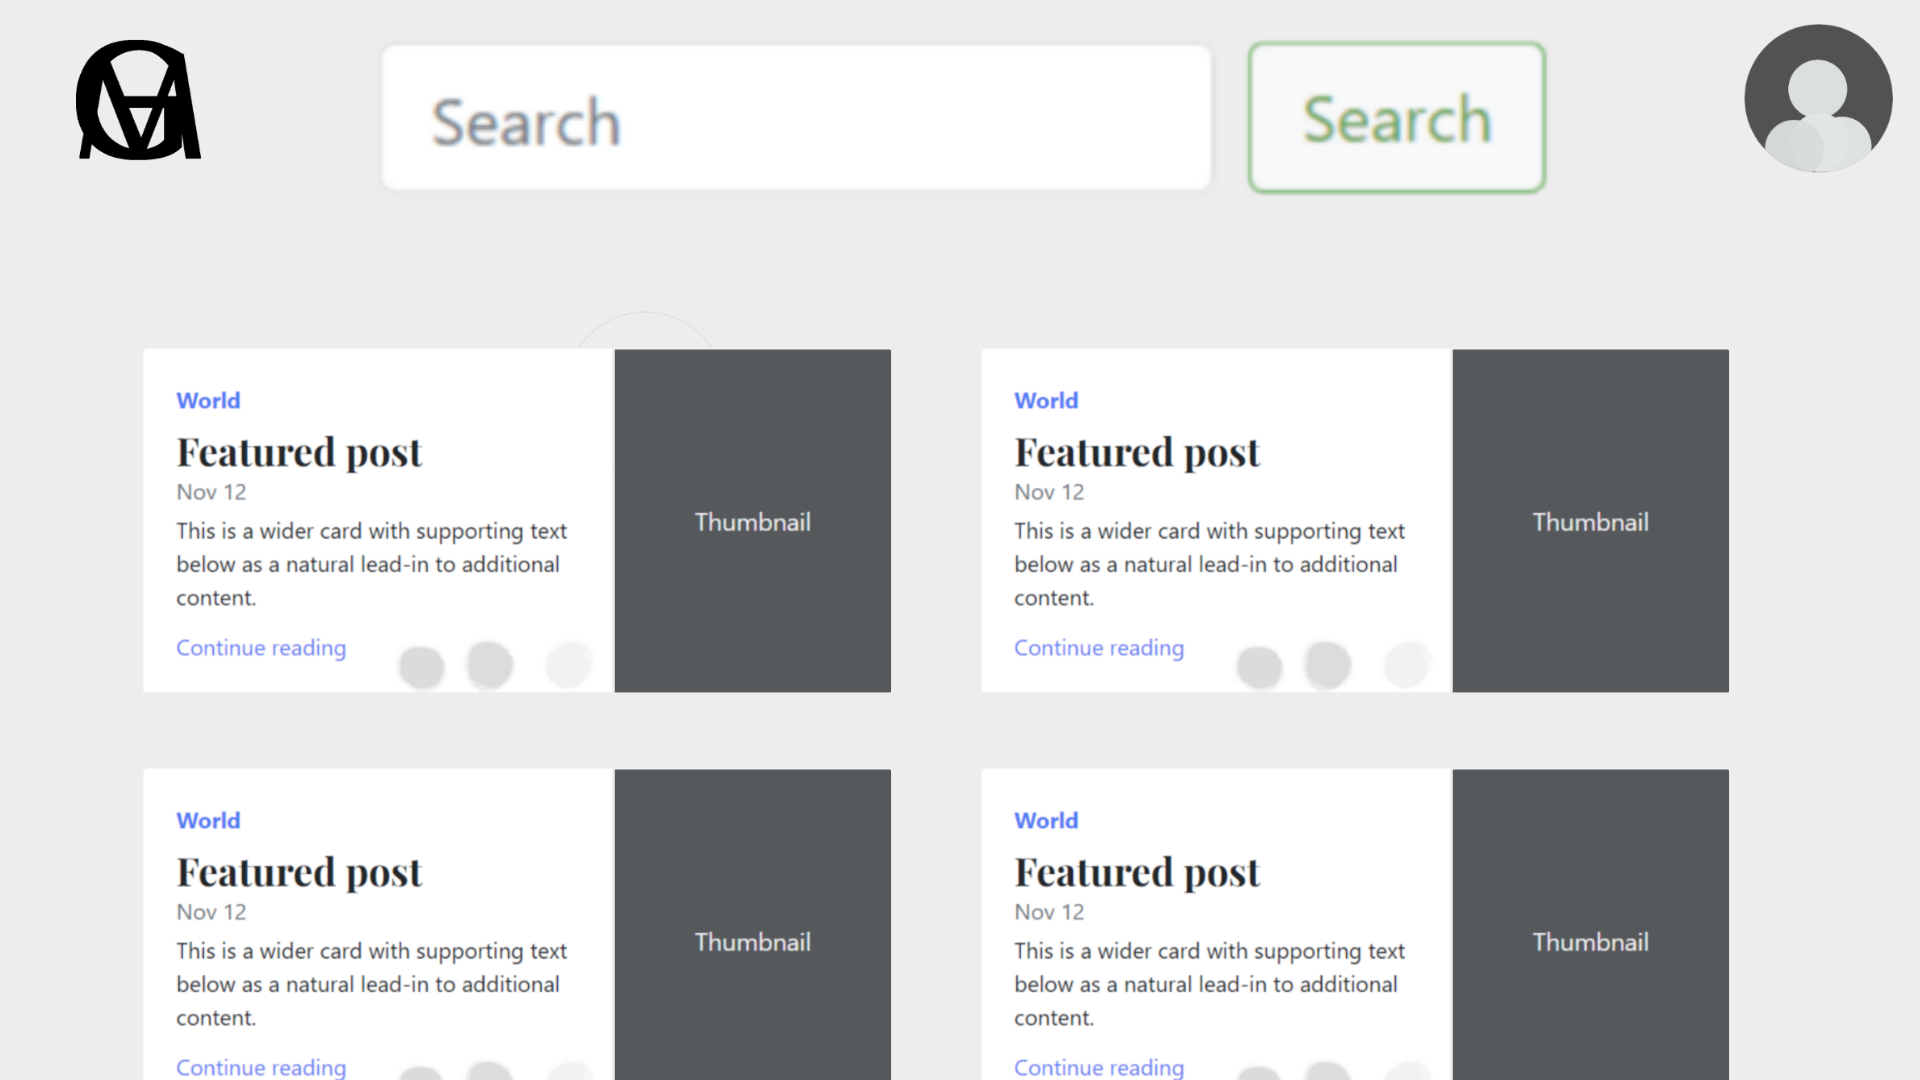 Search
Search
World
Featured post
Nov 12
This is a wider card with supporting text
below as a natural lead-in to additional
content.
Continue reading
Thumbnail
World
Featured post
Nov 12
This is a wider card with supporting text
below as a natural lead-in to additional
content.
Continue reading
Thumbnail
World
Featured post
Nov 12
This is a wider card with supporting text
below as a natural lead-in to additional
content.
Continue reading
Thumbnail
World
Featured post
Nov 12
This is a wider card with supporting text
below as a natural lead-in to additional
content.
Continue reading
Thumbnail